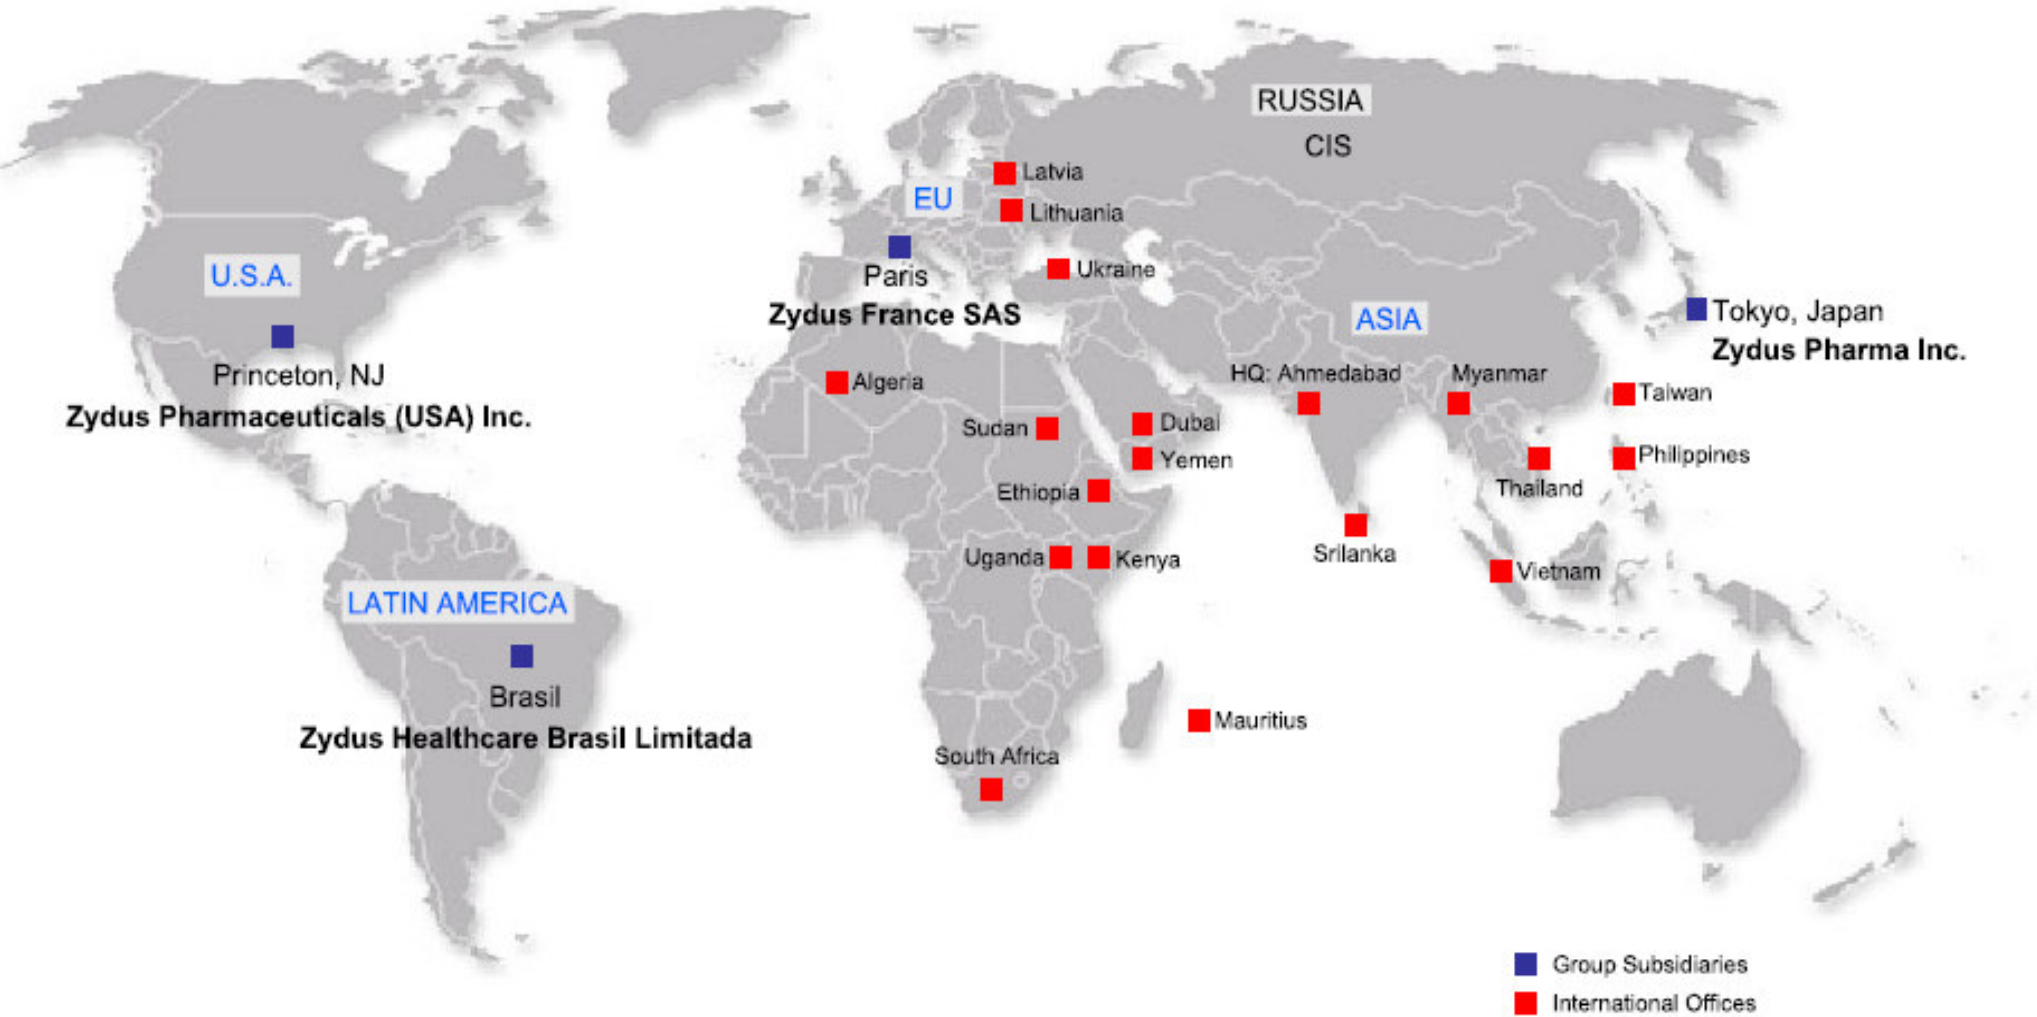 RUSSIA
CIS
Latvia
EU
Lithuania
Paris
Zydus France SAS
Ukraine
U.S.A.
Princeton, NJ
Zydus Pharmaceuticals (USA) Inc.
ASIA
Tokyo, Japan
Zydus Pharma Inc.
HQ: Ahmedabad
Myanmar
Taiwan
Algeria
Sudan
Dubai
Yemen
Philippines
Thailand
Ethiopia
Srilanka
Uganda
Kenya
Vietnam
LATIN AMERICA
Brasil
Zydus Healthcare Brasil Limitada
Mauritius
South Africa
Group Subsidiaries
International Offices